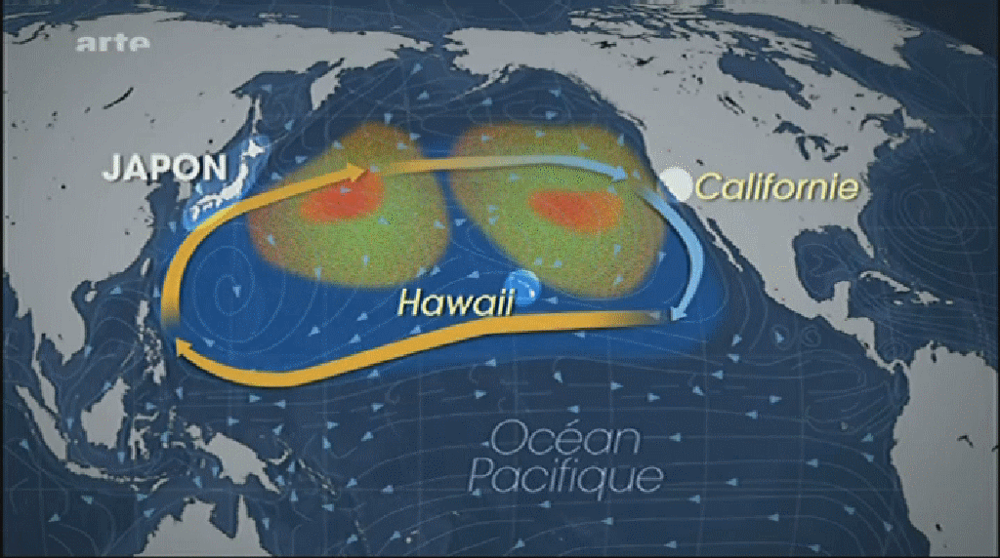 arte
JAPON
Californie
Hawaii
Océan
Pacifique